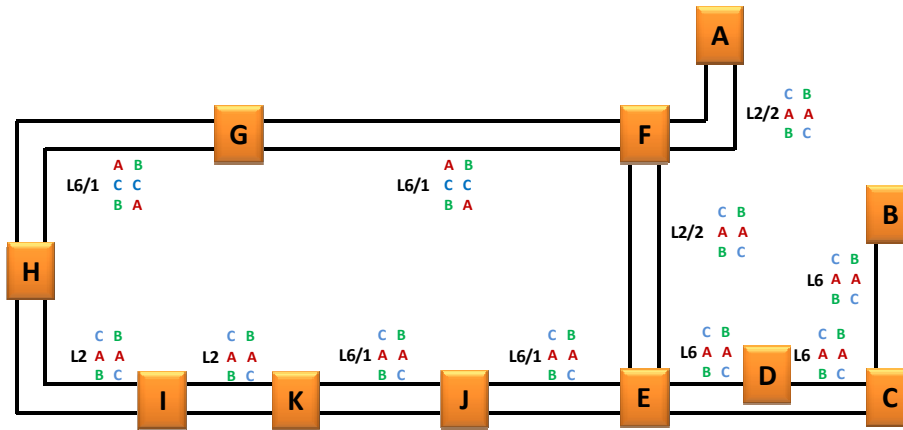 A
C B
L2/2 A A
B C
G
F
A B
L6/1 C C
B A
A B
L6/1 C C
B A
B
C B
L2/2 A A
B C
H
C B
L6 A A
B C
C B
L2 A A
B C
C B
L2 A A
B C
C B
L6/1 A A
B C
C B
L6/1 A A
B C
C B
L6 A A
B C
D
C B
L6 A A
B C
I
K
J
E
C